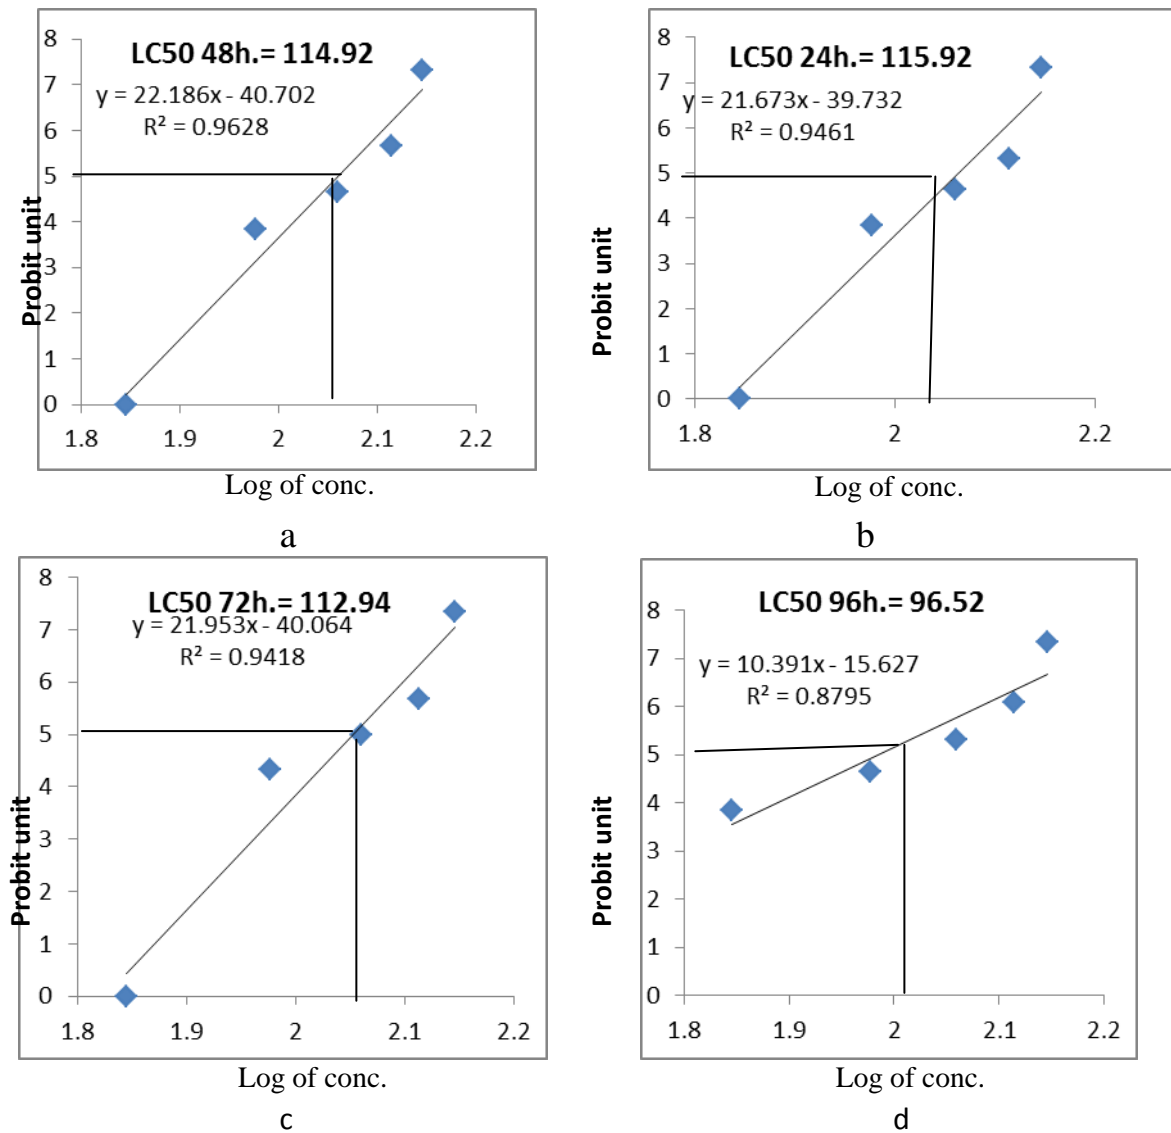 LC50 48h.= 114.92
y = 22.186x - 40.702
R² = 0.9628
8
7
6
5
4
3
2
1
0
1.8 1.9 2 2.1 2.2
Probit unit
Log of conc.
a
LC50 24h.= 115.92
y = 21.673x - 39.732
R² = 0.9461
8
7
6
5
4
3
2
1
0
1.8 2 2.2
Probit unit
Log of conc.
b
LC50 72h.= 112.94
y = 21.953x - 40.064
R² = 0.9418
8
7
6
5
4
3
2
1
0
1.8 1.9 2 2.1 2.2
Probit unit
Log of conc.
c
LC50 96h.= 96.52
y = 10.391x - 15.627
R² = 0.8795
8
7
6
5
4
3
2
1
0
1.8 1.9 2 2.1 2.2
Probit unit
Log of conc.
d